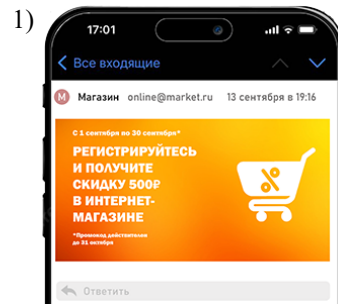 1)
17:01
Все входящие
М Магазин online@market.ru 13 сентября в 19:16
С 1 сентября по 30 сентября*
РЕГИСТРИРУЙТЕСЬ
И ПОЛУЧИТЕ
СКИДКУ 500₽
В ИНТЕРНЕТ-
МАГАЗИНЕ
*Промокод действителен
до 31 октября
%
Ответить